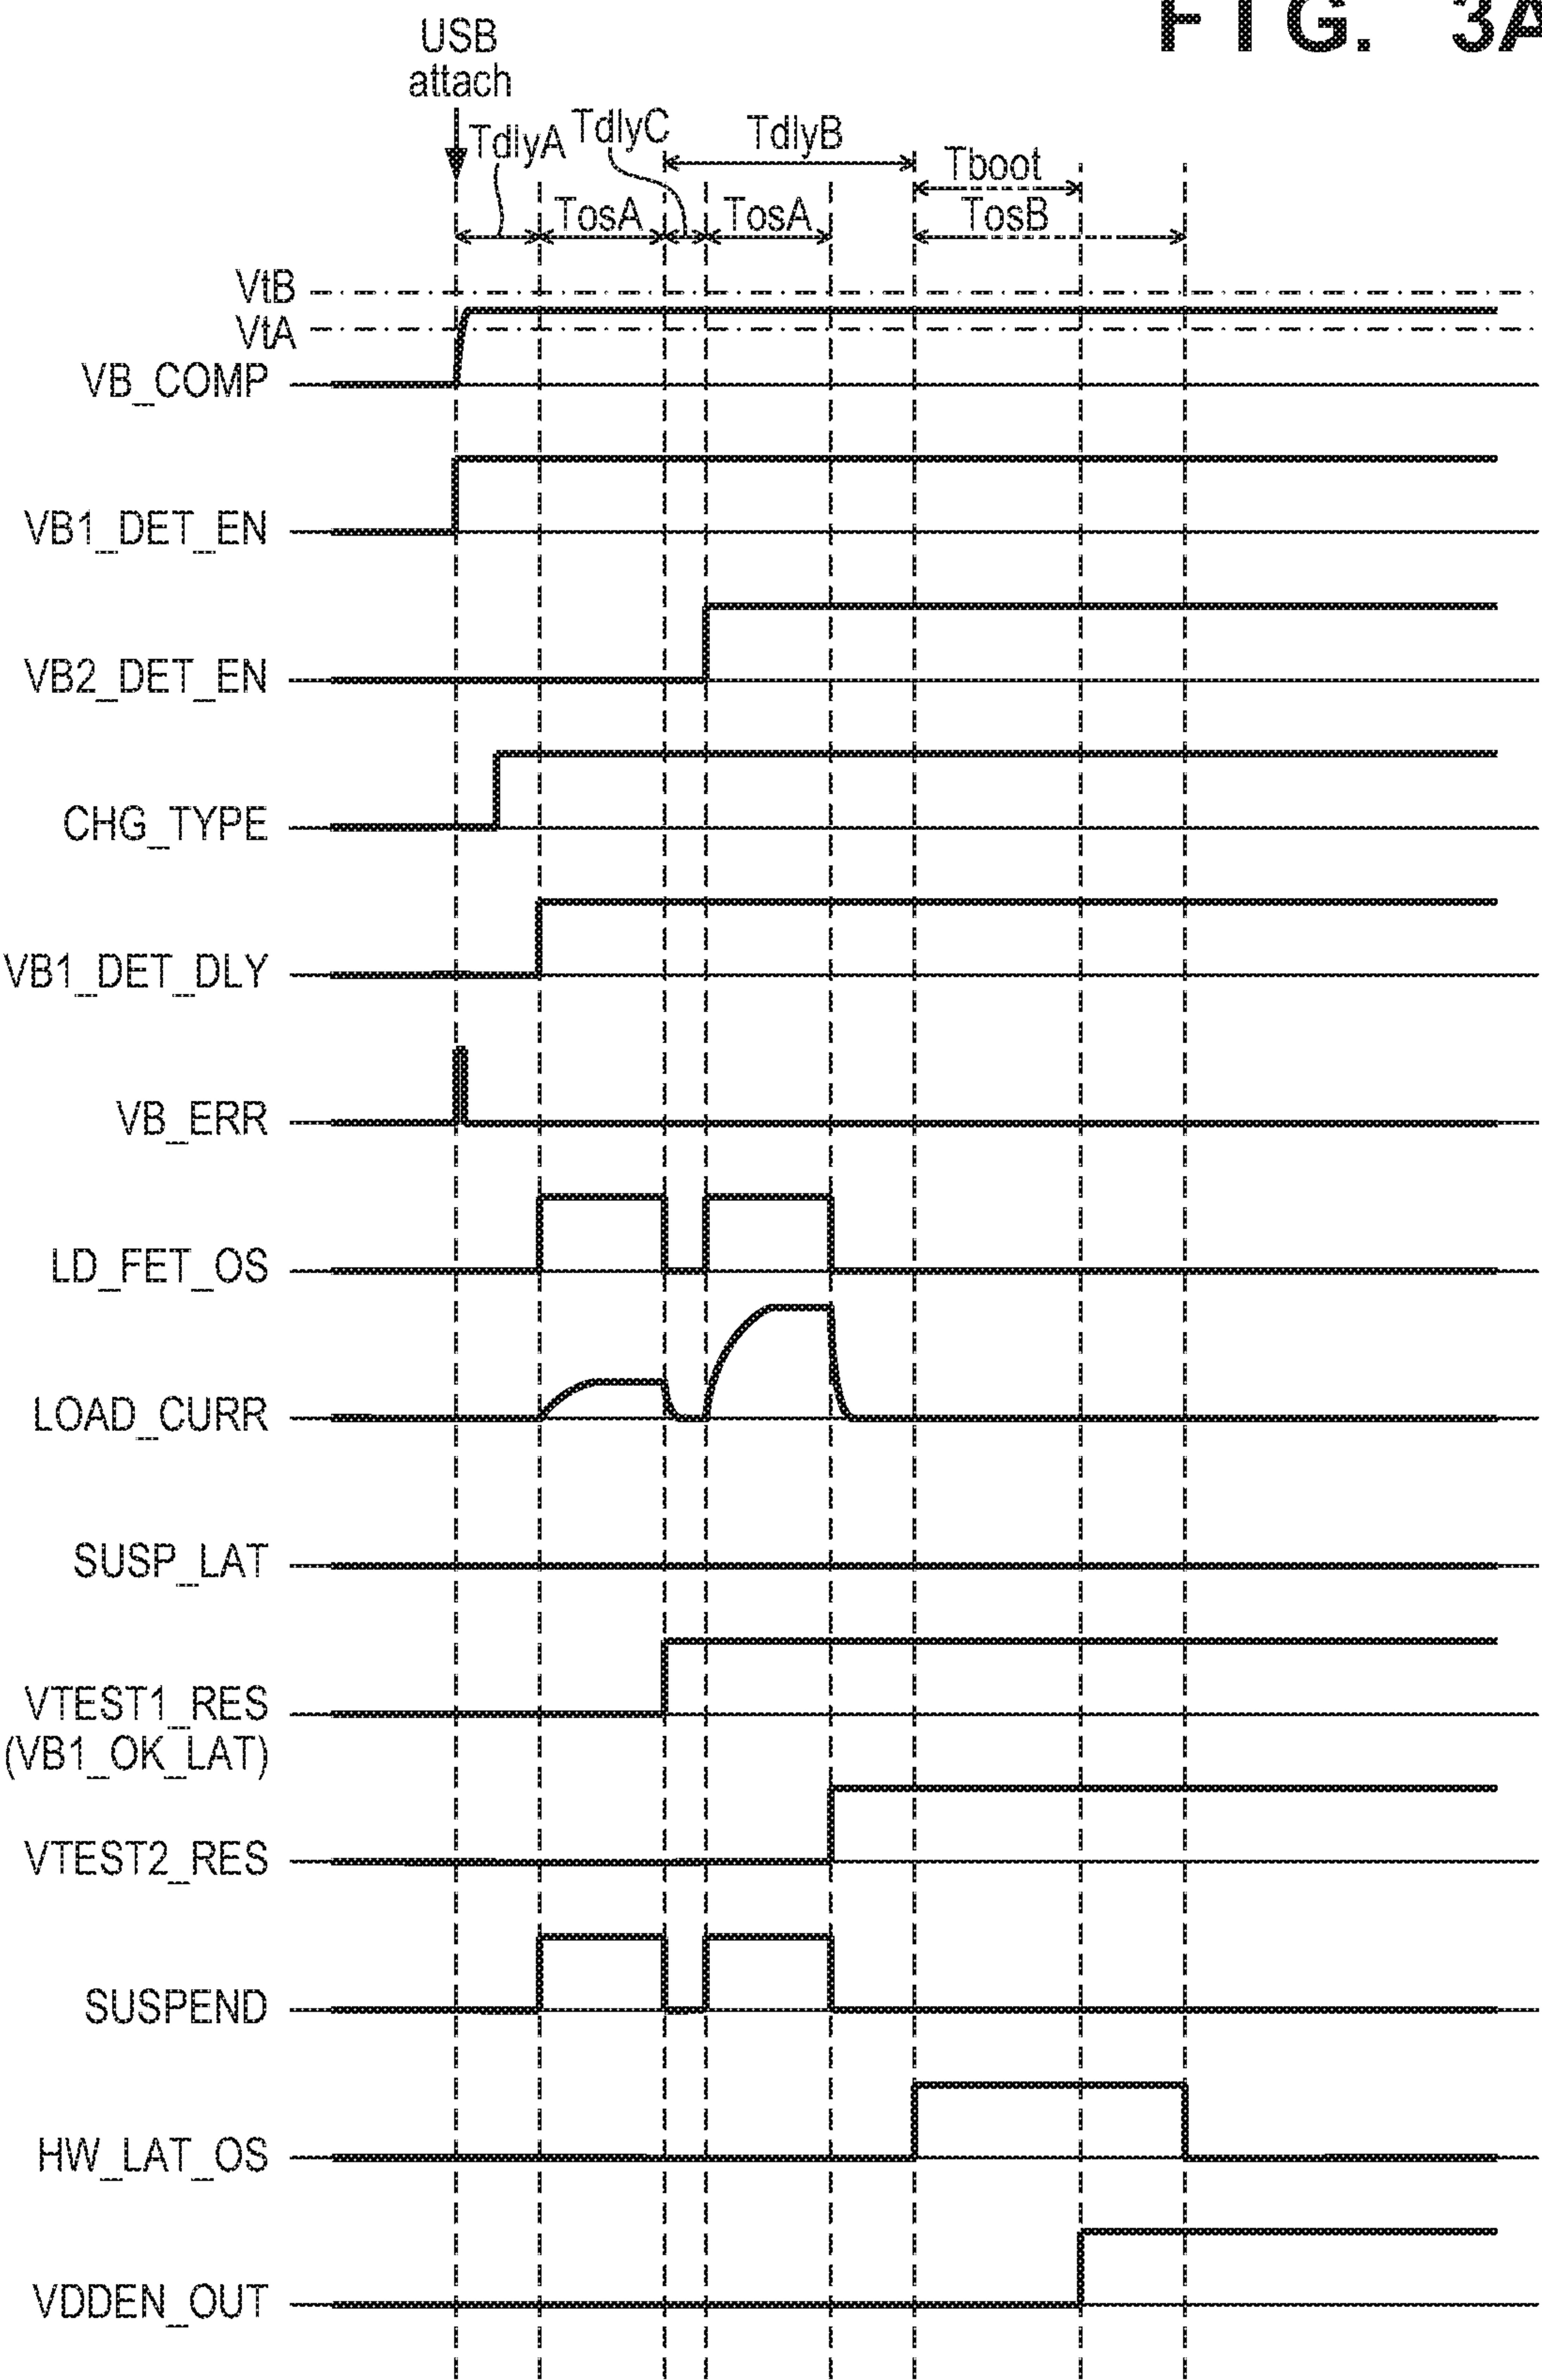 FIG. 3A
USB
attach
TdlyA
TdlyC
TdlyB
Tboot
TosA
TosA
TosB
VtB
VtA
VB_COMP
VB1_DET_EN
VB2_DET_EN
CHG_TYPE
VB1_DET_DLY
VB_ERR
LD_FET_OS
LOAD_CURR
SUSP_LAT
VTEST1_RES
(VB1_OK_LAT)
VTEST2_RES
SUSPEND
HW_LAT_OS
VDDEN_OUT